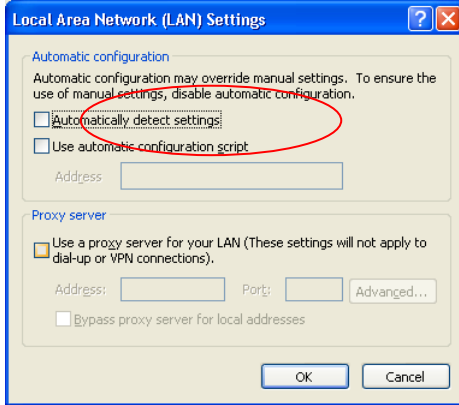 Local Area Network (LAN) Settings
Automatic configuration
Automatic configuration may override manual settings. To ensure the
use of manual settings, disable automatic configuration.
Automatically detect settings
Use automatic configuration script
Address
Proxy server
Use a proxy server for your LAN (These settings will not apply to
dial-up or VPN connections).
Address: Port: Advanced...
Bypass proxy server for local addresses
OK Cancel